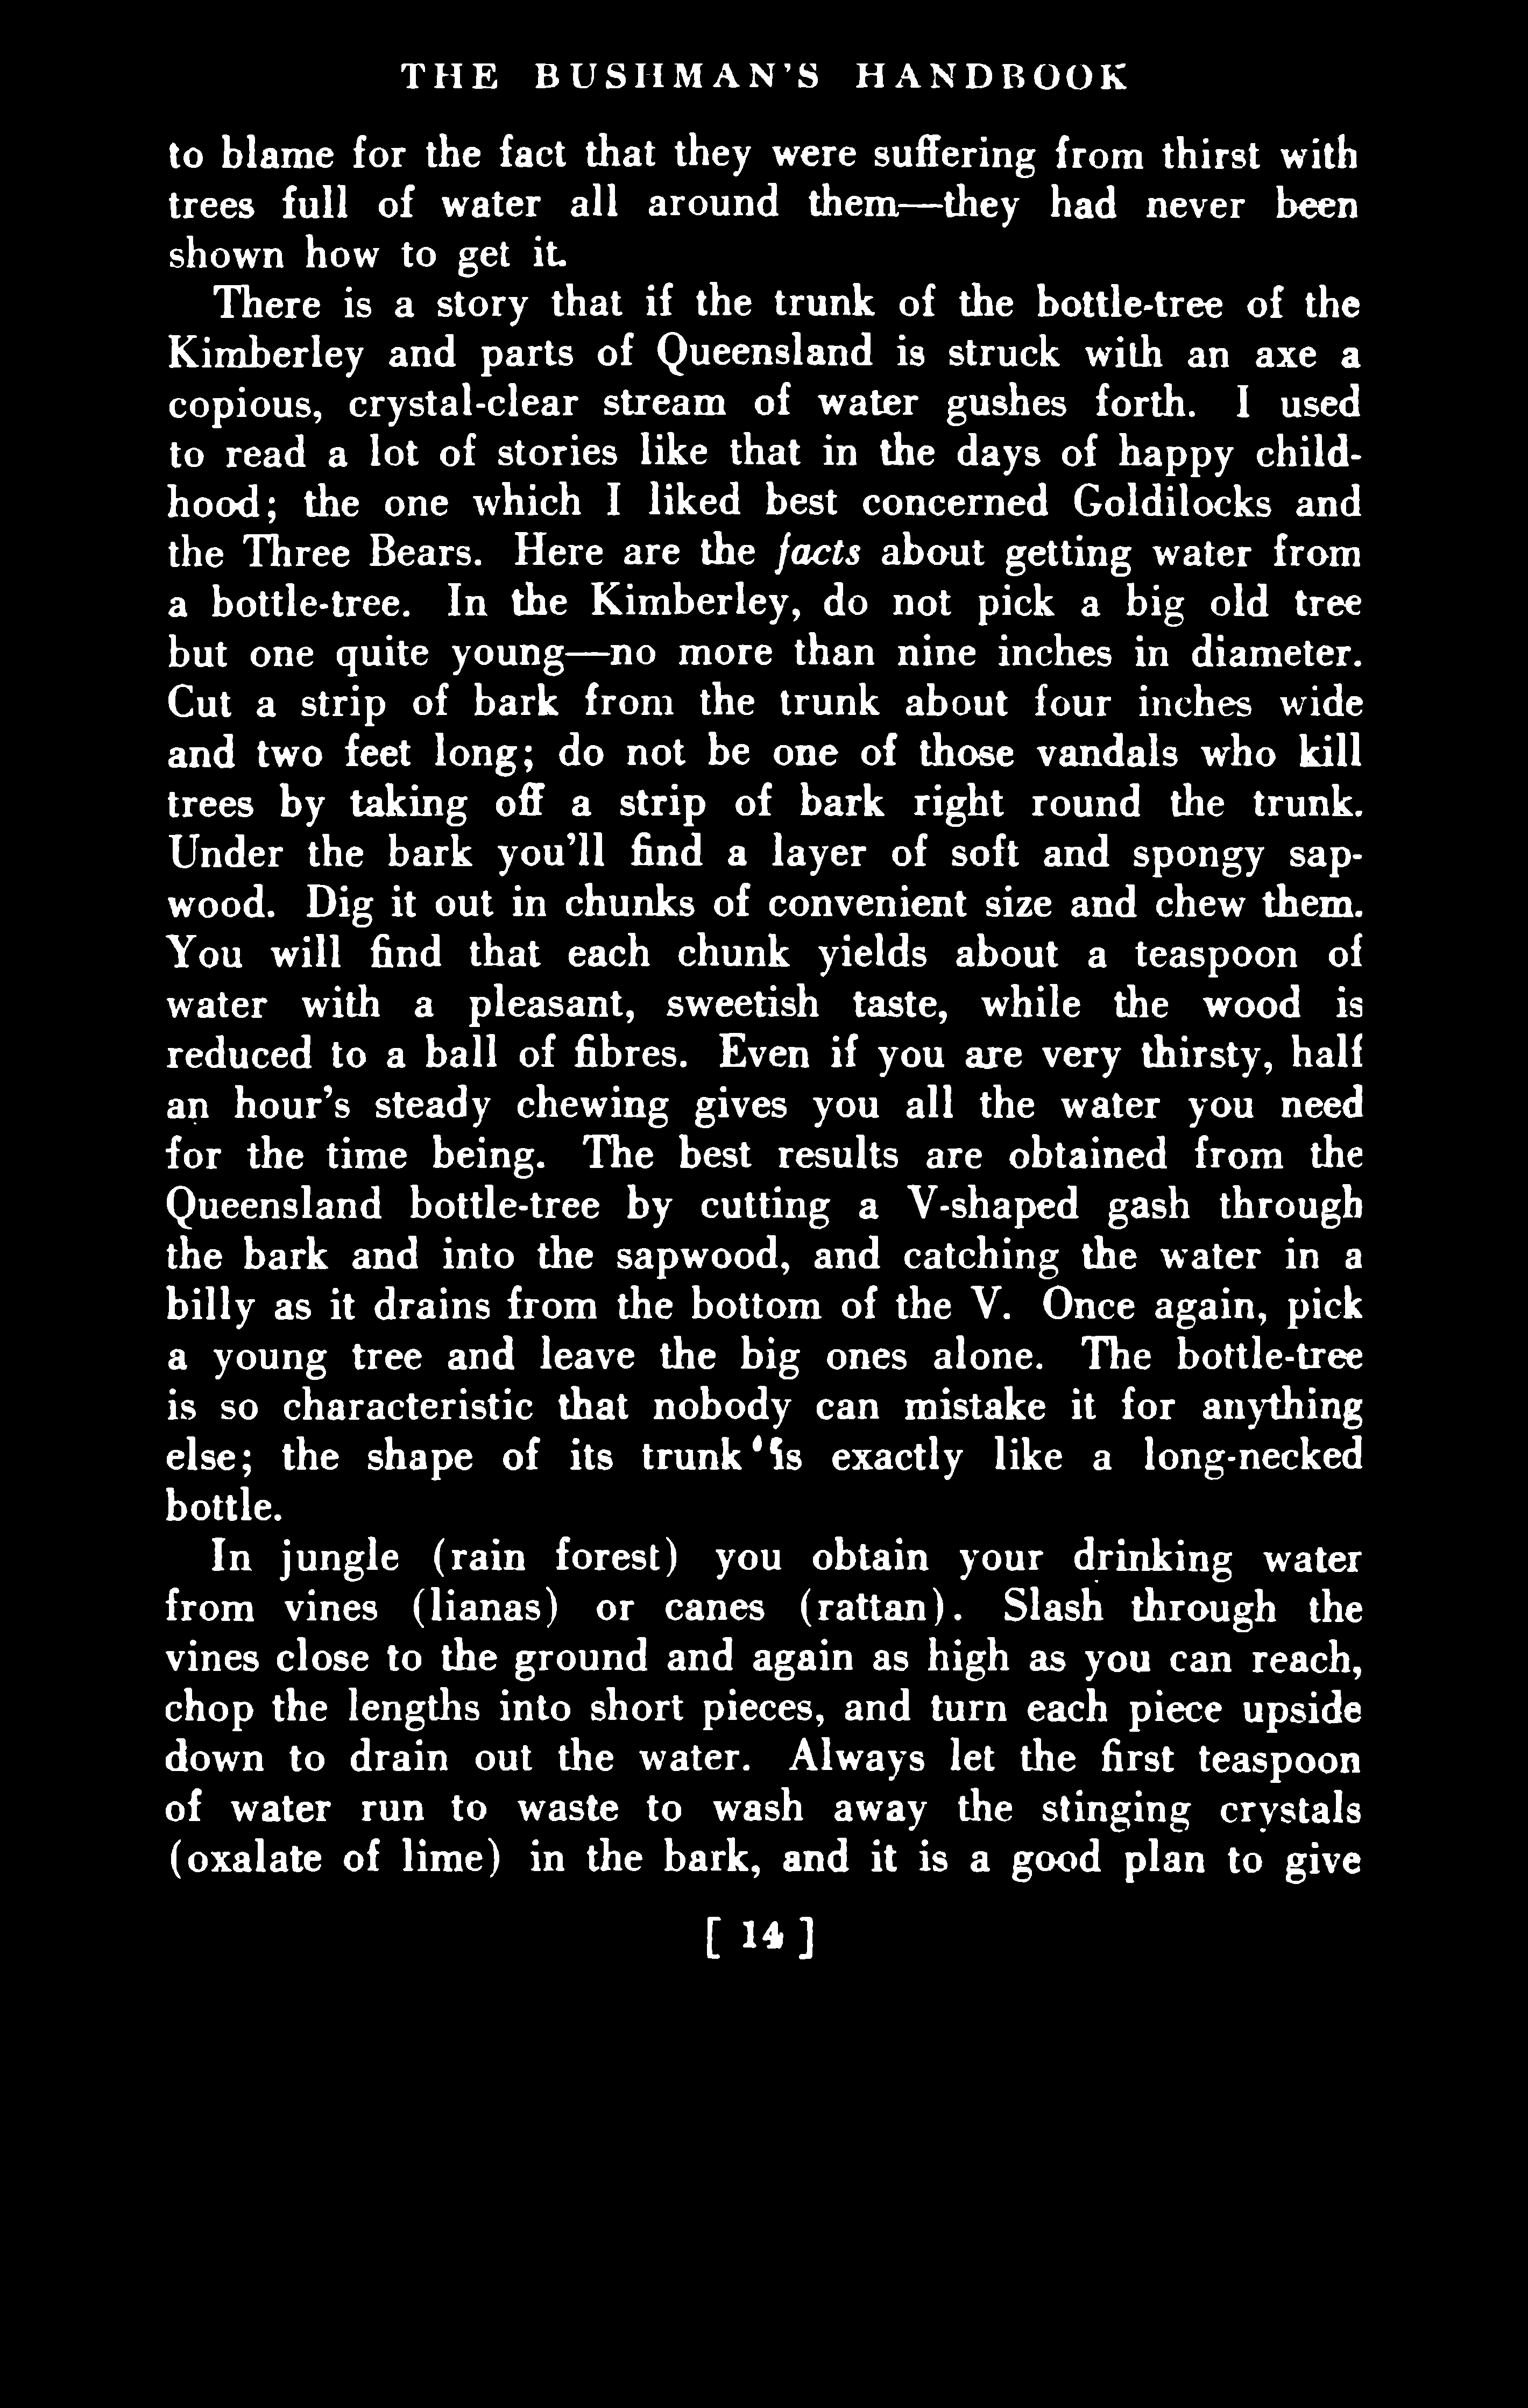 THE BUSHMAN'S HANDBOOK
to blame for the fact that they were suffering from thirst with
trees full of water all around them—they had never been
shown how to get it.
There is a story that if the trunk of the bottle-tree of the
Kimberley and parts of Queensland is struck with an axe a
copious, crystal-clear stream of water gushes forth. I used
to read a lot of stories like that in the days of happy child-
hood; the one which I liked best concerned Goldilocks and
the Three Bears. Here are the facts about getting water from
a bottle-tree. In the Kimberley, do not pick a big old tree
but one quite young—no more than nine inches in diameter.
Cut a strip of bark from the trunk about four inches wide
and two feet long; do not be one of those vandals who kill
trees by taking off a strip of bark right round the trunk.
Under the bark you'll find a layer of soft and spongy sap-
wood. Dig it out in chunks of convenient size and chew them.
You will find that each chunk yields about a teaspoon of
water with a pleasant, sweetish taste, while the wood is
reduced to a ball of fibres. Even if you are very thirsty, half
an hour's steady chewing gives you all the water you need
for the time being. The best results are obtained from the
Queensland bottle-tree by cutting a V-shaped gash through
the bark and into the sapwood, and catching the water in a
billy as it drains from the bottom of the V. Once again, pick
a young tree and leave the big ones alone. The bottle-tree
is so characteristic that nobody can mistake it for anything
else; the shape of its trunk is exactly like a long-necked
bottle.
In jungle (rain forest) you obtain your drinking water
from vines (lianas) or canes (rattan). Slash through the
vines close to the ground and again as high as you can reach,
chop the lengths into short pieces, and turn each piece upside
down to drain out the water. Always let the first teaspoon
of water run to waste to wash away the stinging crystals
(oxalate of lime) in the bark, and it is a good plan to give
[ 14 ]